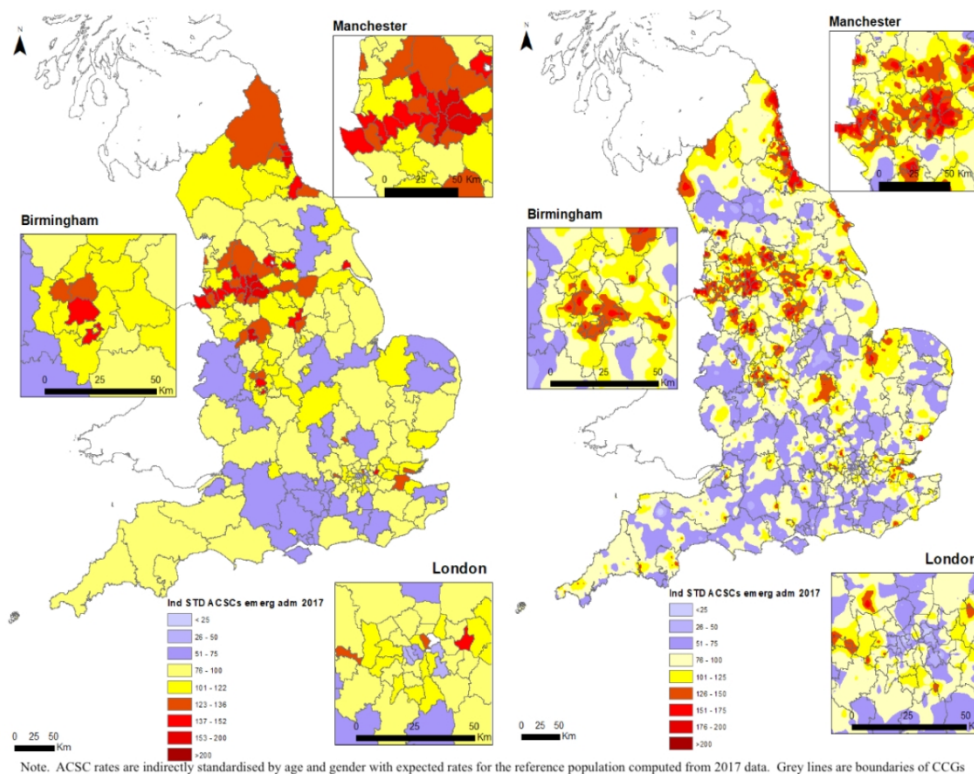 Manchester
N
0 25 50 Km
Birmingham
0 25 50
Km
London
Ind STD ACSCs emerg adm 2017
< 25
26 - 50
51 - 75
76 - 100
101 - 122
123 - 136
137 - 152
153 - 200
>200
0 25 50
Km
0 25 50
Km
Manchester
N
0 25 50 Km
Birmingham
0 25 50
Km
London
Ind STD ACSCs emerg adm 2017
< 25
26 - 50
51 - 75
76 - 100
101 - 125
126 - 150
151 - 175
176 - 200
>200
0 25 50
Km
0 25 50
Km
Note. ACSC rates are indirectly standardised by age and gender with expected rates for the reference population computed from 2017 data. Grey lines are boundaries of CCGs